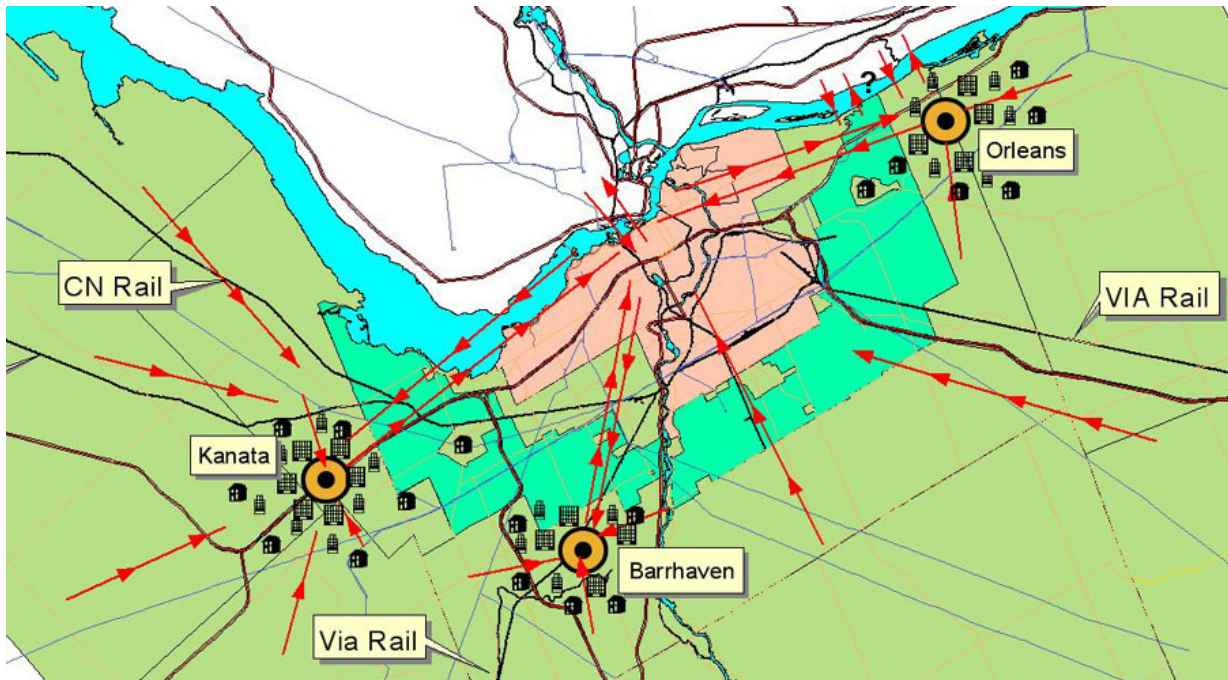 ?
Orleans
CN Rail
VIA Rail
Kanata
Barrhaven
Via Rail